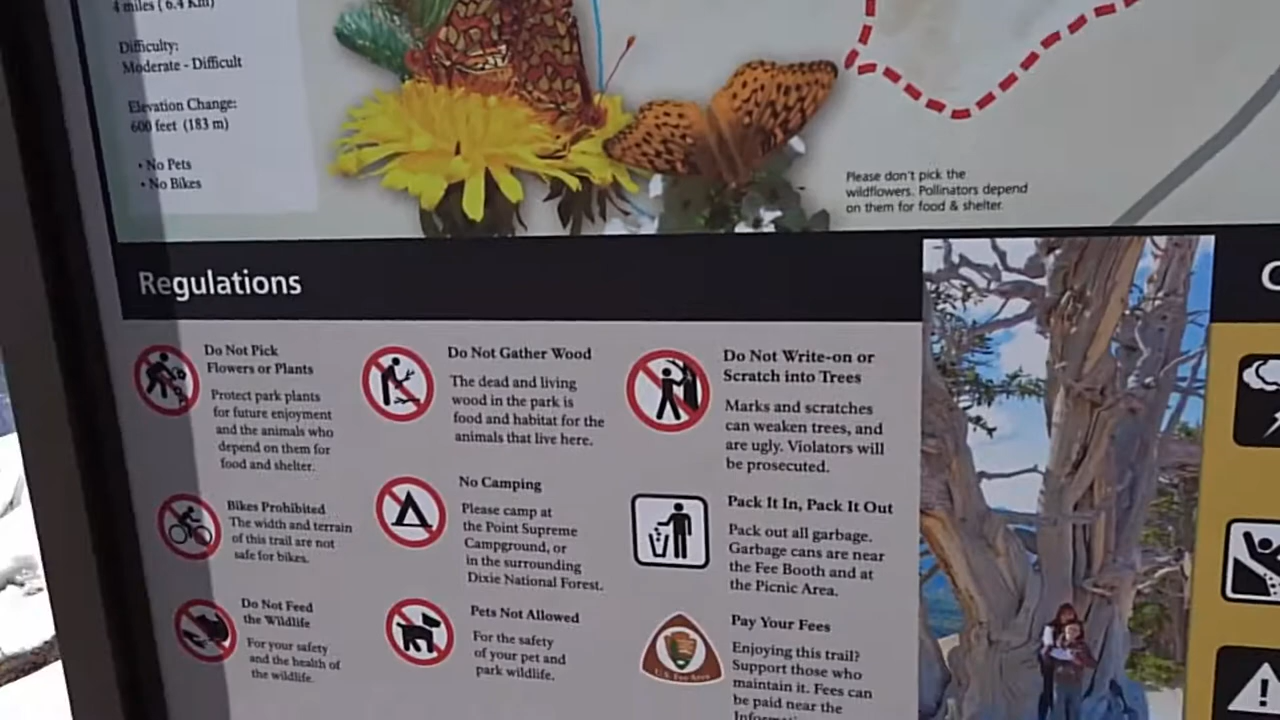 4 miles (6.4 km)
Difficulty:
Moderate - Difficult
Elevation Change:
600 feet (183 m)
• No Pets
• No Bikes
Please don't pick the
wildflowers. Pollinators depend
on them for food & shelter.
Regulations
Do Not Pick
Flowers or Plants
Protect park plants
for future enjoyment
and the animals who
depend on them for
food and shelter.
Bikes Prohibited
The width and terrain
of this trail are not
safe for bikes.
Do Not Feed
the Wildlife
For your safety
and the health of
the wildlife.
Do Not Gather Wood
The dead and living
wood in the park is
food and habitat for the
animals that live here.
No Camping
Please camp at
the Point Supreme
Campground, or
in the surrounding
Dixie National Forest.
Pets Not Allowed
For the safety
of your pet and
park wildlife.
Do Not Write-on or
Scratch into Trees
Marks and scratches
can weaken trees, and
are ugly. Violators will
be prosecuted.
Pack It In, Pack It Out
Pack out all garbage.
Garbage cans are near
the Fee Booth and at
the Picnic Area.
Pay Your Fees
U.S. Fee Area
Enjoying this trail?
Support those who
maintain it. Fees can
be paid near the